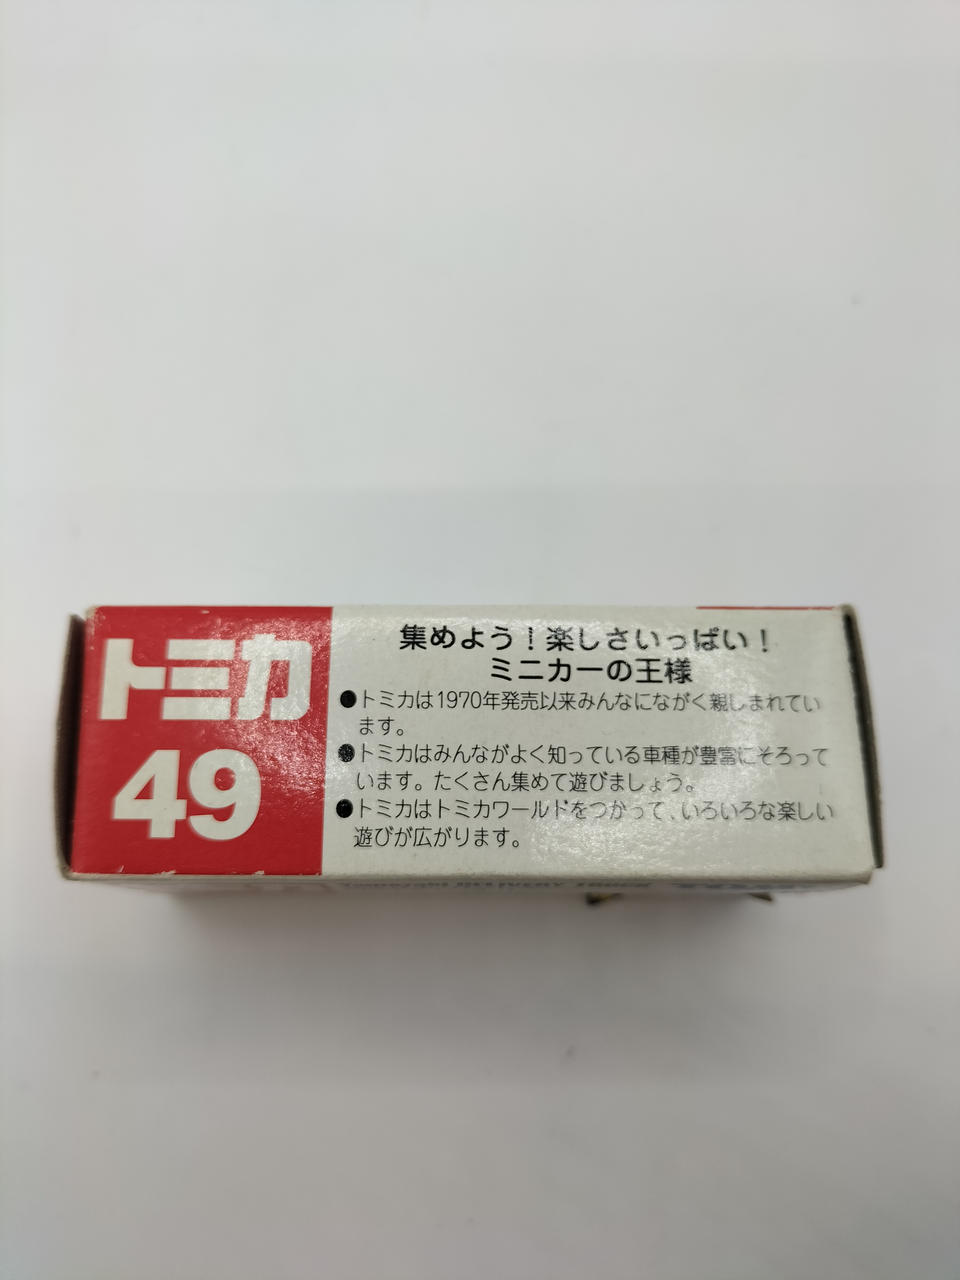 トミカ
49
集めよう！楽しさいっぱい！
ミニカーの王様
●トミカは1970年発売以来みんなにながく親しまれてい
ます。
●トミカはみんながよく知っている車種が豊富にそろって
います。たくさん集めて遊びましょう。
●トミカはトミカワールドをつかって、いろいろな楽しい
遊びが広がります。